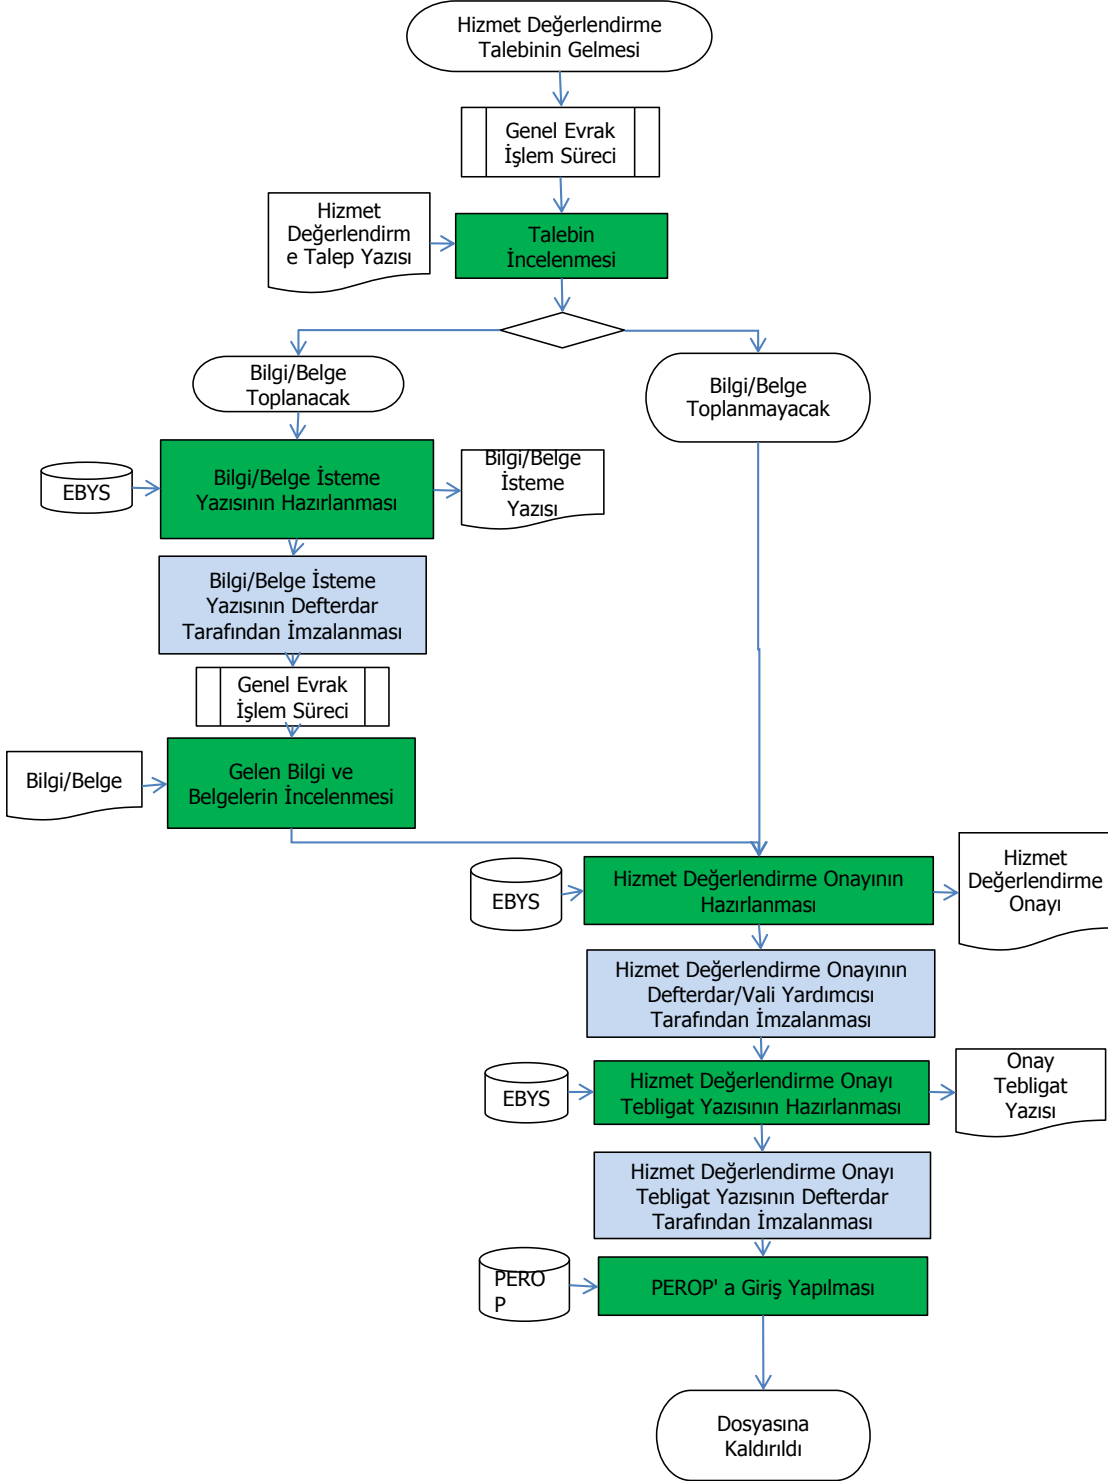 Hizmet Değerlendirme
Talebinin Gelmesi
Genel Evrak
İşlem Süreci
Hizmet
Değerlendirm
e Talep Yazısı
Talebin
İncelenmesi
Bilgi/Belge
Toplanacak
Bilgi/Belge
Toplanmayacak
EBYS
Bilgi/Belge İsteme
Yazısının Hazırlanması
Bilgi/Belge
İsteme
Yazısı
Bilgi/Belge İsteme
Yazısının Defterdar
Tarafından İmzalanması
Genel Evrak
İşlem Süreci
Bilgi/Belge
Gelen Bilgi ve
Belgelerin İncelenmesi
EBYS
Hizmet Değerlendirme Onayının
Hazırlanması
Hizmet
Değerlendirme
Onayı
Hizmet Değerlendirme Onayının
Defterdar/Vali Yardımcısı
Tarafından İmzalanması
EBYS
Hizmet Değerlendirme Onayı
Tebligat Yazısının Hazırlanması
Onay
Tebligat
Yazısı
Hizmet Değerlendirme Onayı
Tebligat Yazısının Defterdar
Tarafından İmzalanması
PERO
P
PEROP' a Giriş Yapılması
Dosyasına
Kaldırıldı